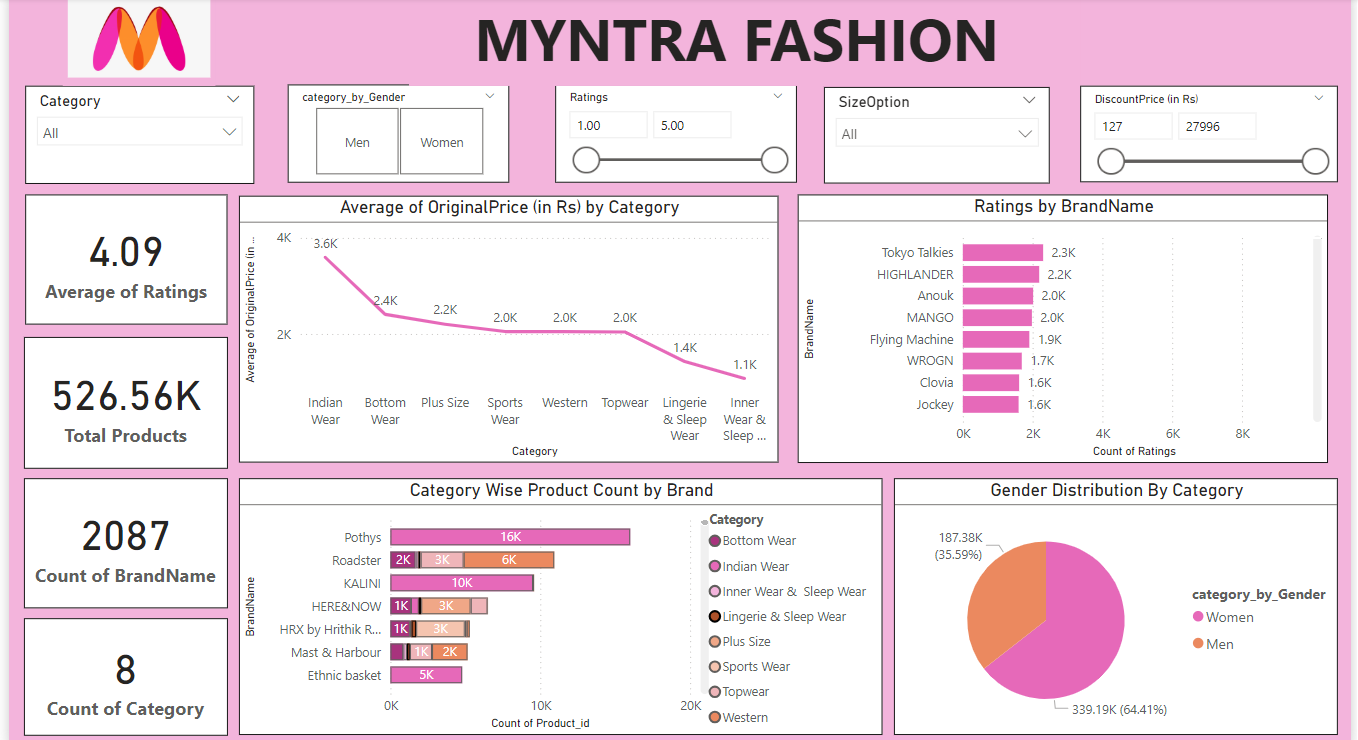 MYNTRA FASHION
Category
All
category_by_Gender
Men
Women
Ratings
1.00
5.00
SizeOption
All
DiscountPrice (in Rs)
127
27996
4.09
Average of Ratings
526.56K
Total Products
2087
Count of BrandName
8
Count of Category
Average of OriginalPrice (in Rs) by Category
Average of OriginalPrice (in ...
4K
2K
3.6K
2.4K
2.2K
2.0K
2.0K
2.0K
1.4K
1.1K
Indian
Wear
Bottom
Wear
Plus Size
Sports
Wear
Western
Topwear
Lingerie
& Sleep
Wear
Inner
Wear &
Sleep ...
Category
Ratings by BrandName
BrandName
Tokyo Talkies 2.3K
HIGHLANDER 2.2K
Anouk 2.0K
MANGO 2.0K
Flying Machine 1.9K
WROGN 1.7K
Clovia 1.6K
Jockey 1.6K
0K 2K 4K 6K 8K
Count of Ratings
Category Wise Product Count by Brand
BrandName
Pothys 16K
Roadster 2K 3K 6K
KALINI 10K
HERE&NOW 1K 3K
HRX by Hrithik R... 1K 3K
Mast & Harbour 1K 2K
Ethnic basket 5K
0K 10K 20K
Count of Product_id
Category
Bottom Wear
Indian Wear
Inner Wear & Sleep Wear
Lingerie & Sleep Wear
Plus Size
Sports Wear
Topwear
Western
Gender Distribution By Category
187.38K
(35.59%)
339.19K (64.41%)
category_by_Gender
Women
Men